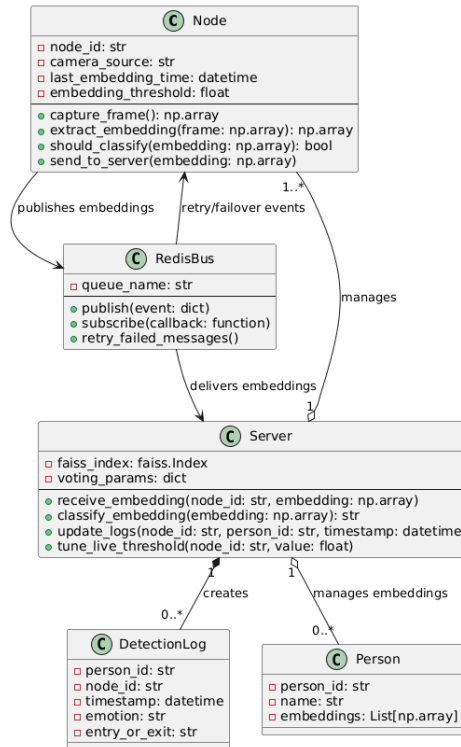 C Node
node_id: str
camera_source: str
last_embedding_time: datetime
embedding_threshold: float
capture_frame(): np.array
extract_embedding(frame: np.array): np.array
should_classify(embedding: np.array): bool
send_to_server(embedding: np.array)
1..*
publishes embeddings
retry/failover events
C RedisBus
queue_name: str
publish(event: dict)
subscribe(callback: function)
retry_failed_messages()
manages
delivers embeddings
1
C Server
faiss_index: faiss.Index
voting_params: dict
receive_embedding(node_id: str, embedding: np.array)
classify_embedding(embedding: np.array): str
update_logs(node_id: str, person_id: str, timestamp: datetime
tune_live_threshold(node_id: str, value: float)
1
1
creates
manages embeddings
0..*
0..*
C DetectionLog
person_id: str
node_id: str
timestamp: datetime
emotion: str
entry_or_exit: str
C Person
person_id: str
name: str
embeddings: List[np.array]